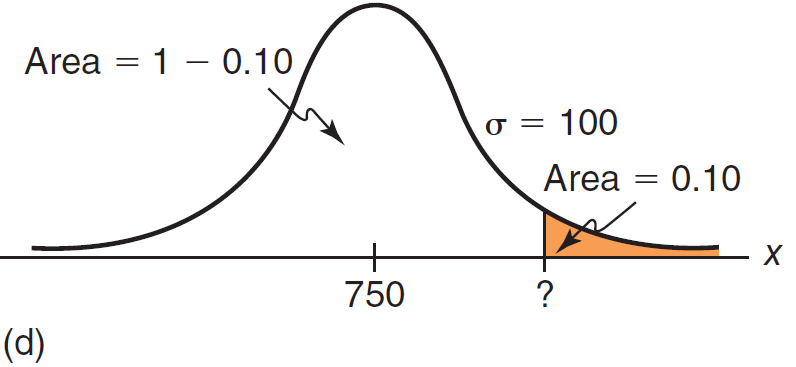 Area = 1 − 0.10
σ = 100
Area = 0.10
x
750
?
(d)